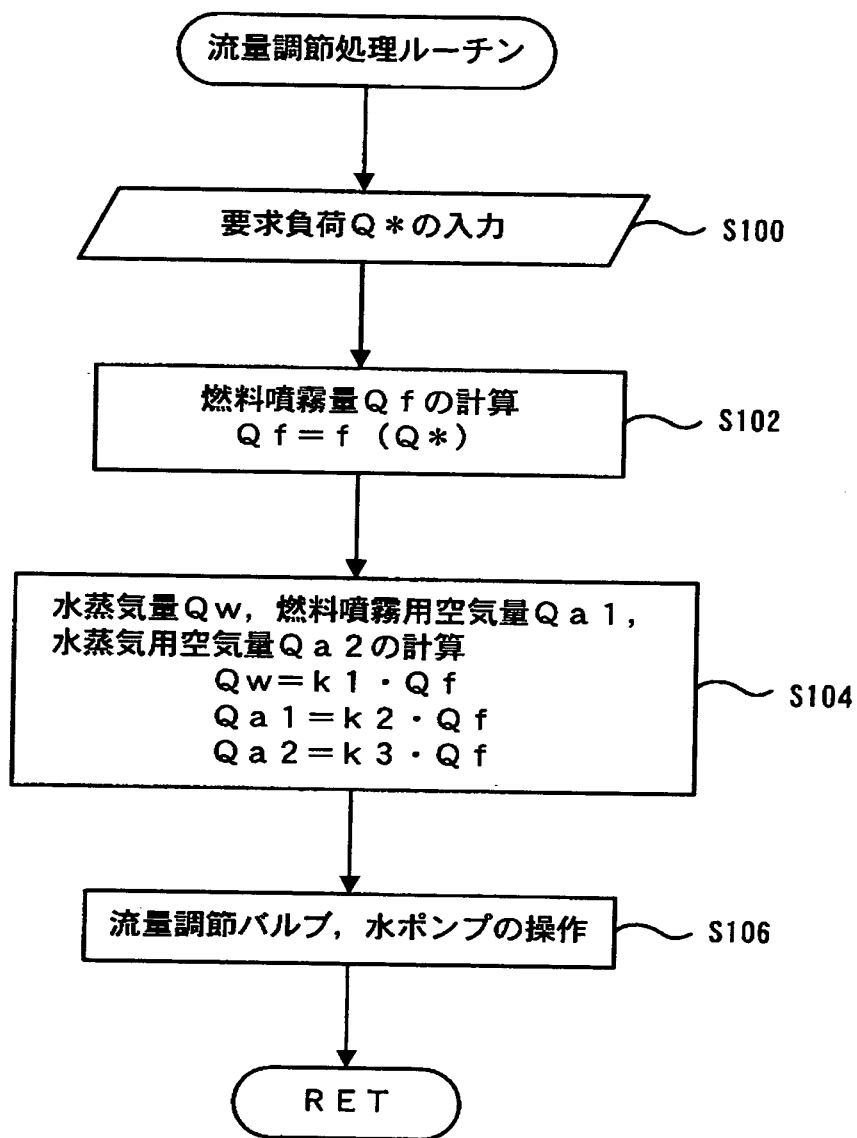 流量調節処理ルーチン
要求負荷Q*の入力
S100
燃料噴霧量Qfの計算
Qf=f(Q*)
S102
水蒸気量Qw,燃料噴霧用空気量Qa1,
水蒸気用空気量Qa2の計算
Qw=k1・Qf
Qa1=k2・Qf
Qa2=k3・Qf
S104
流量調節バルブ,水ポンプの操作
S106
RET